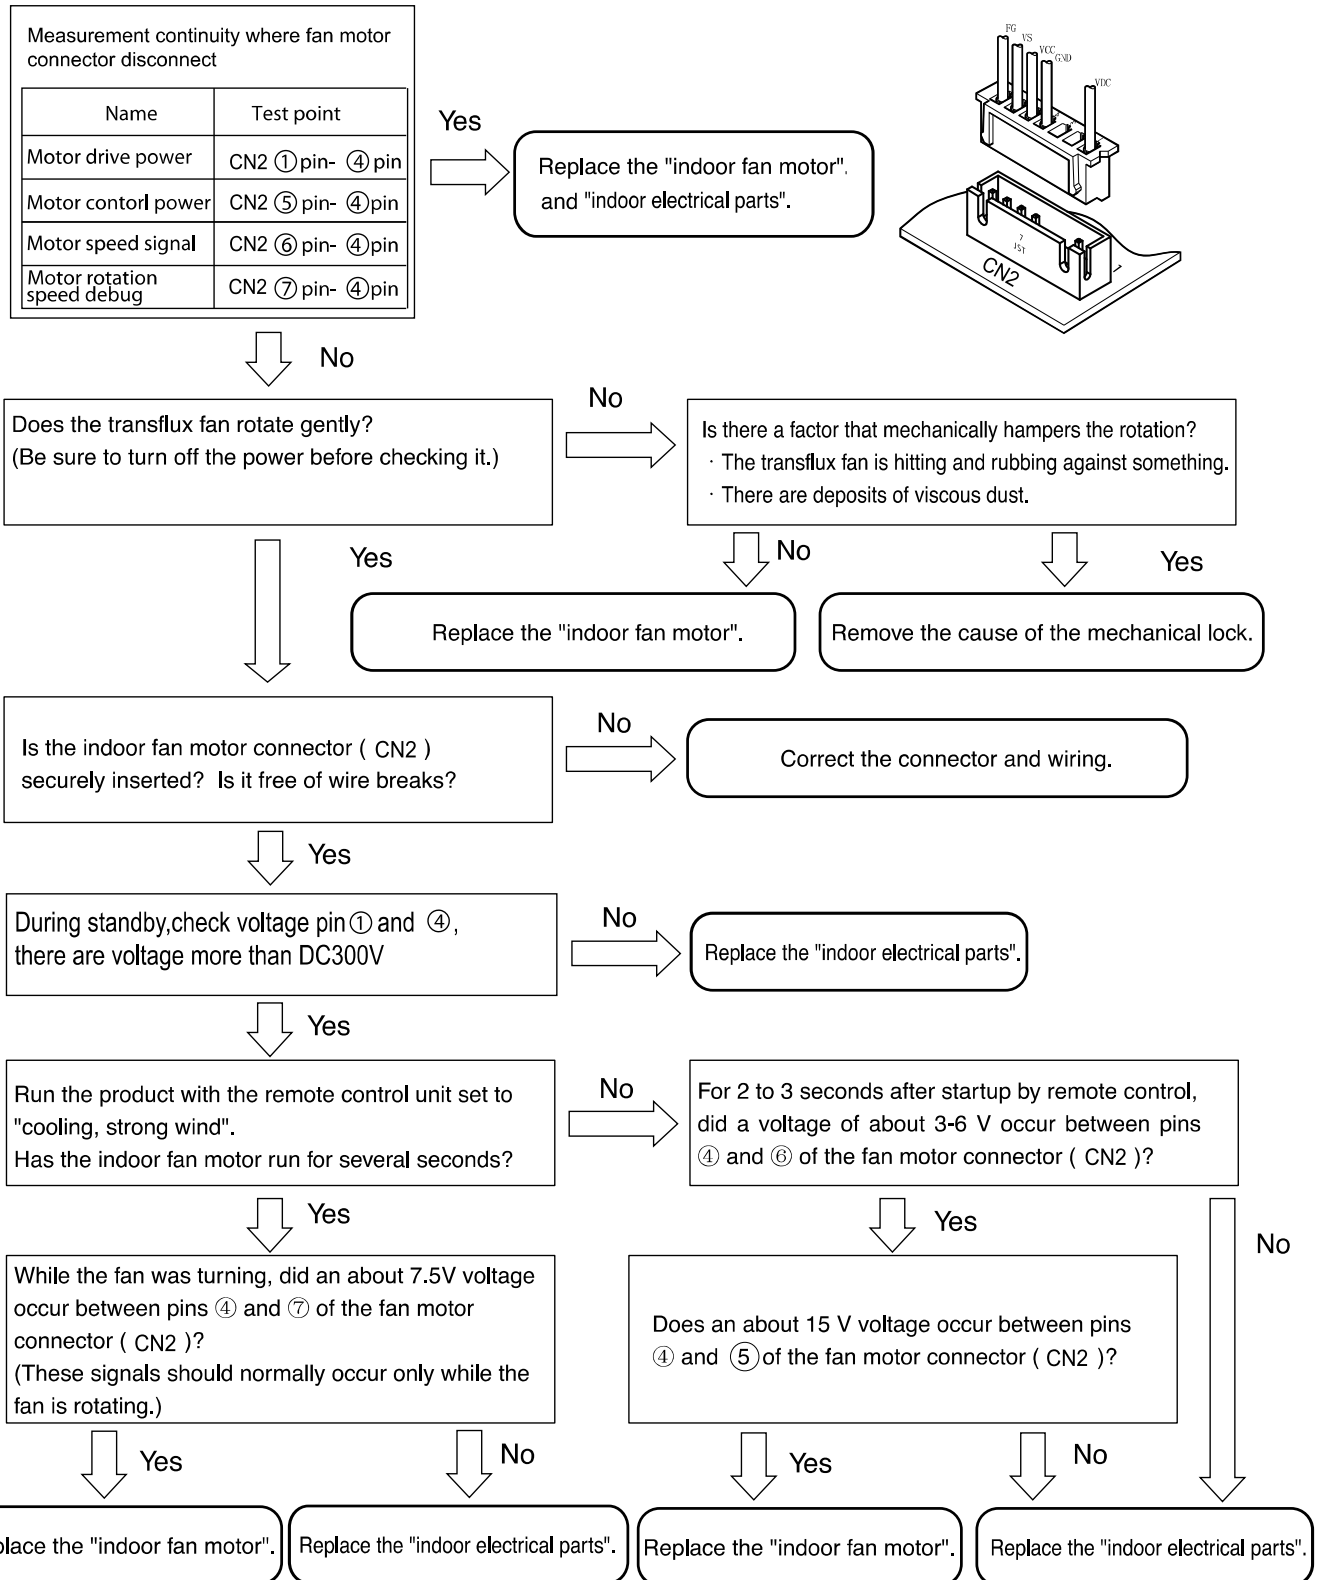 Measurement continuity where fan motor
connector disconnect
Name Test point
Motor drive power CN2 ①pin- ④pin
Motor contorl power CN2 ⑤pin- ④pin
Motor speed signal CN2 ⑥pin- ④pin
Motor rotation
speed debug CN2 ⑦pin- ④pin
Yes
Replace the "indoor fan motor".
and "indoor electrical parts".
FG
VS
VCC
GND
VDC
7
JST
CN2
1
No
Does the transflux fan rotate gently?
(Be sure to turn off the power before checking it.)
No
Is there a factor that mechanically hampers the rotation?
· The transflux fan is hitting and rubbing against something.
· There are deposits of viscous dust.
Yes
No
Yes
Replace the "indoor fan motor".
Remove the cause of the mechanical lock.
Is the indoor fan motor connector ( CN2 )
securely inserted? Is it free of wire breaks?
No
Correct the connector and wiring.
Yes
During standby,check voltage pin① and ④,
there are voltage more than DC300V
No
Replace the "indoor electrical parts".
Yes
Run the product with the remote control unit set to
"cooling, strong wind".
Has the indoor fan motor run for several seconds?
No
For 2 to 3 seconds after startup by remote control,
did a voltage of about 3-6 V occur between pins
④ and ⑥ of the fan motor connector ( CN2 )?
Yes
Yes
No
While the fan was turning, did an about 7.5V voltage
occur between pins ④ and ⑦ of the fan motor
connector ( CN2 )?
(These signals should normally occur only while the
fan is rotating.)
Does an about 15 V voltage occur between pins
④ and ⑤of the fan motor connector ( CN2 )?
Yes
No
Yes
No
place the "indoor fan motor".
Replace the "indoor electrical parts".
Replace the "indoor fan motor".
Replace the "indoor electrical parts".